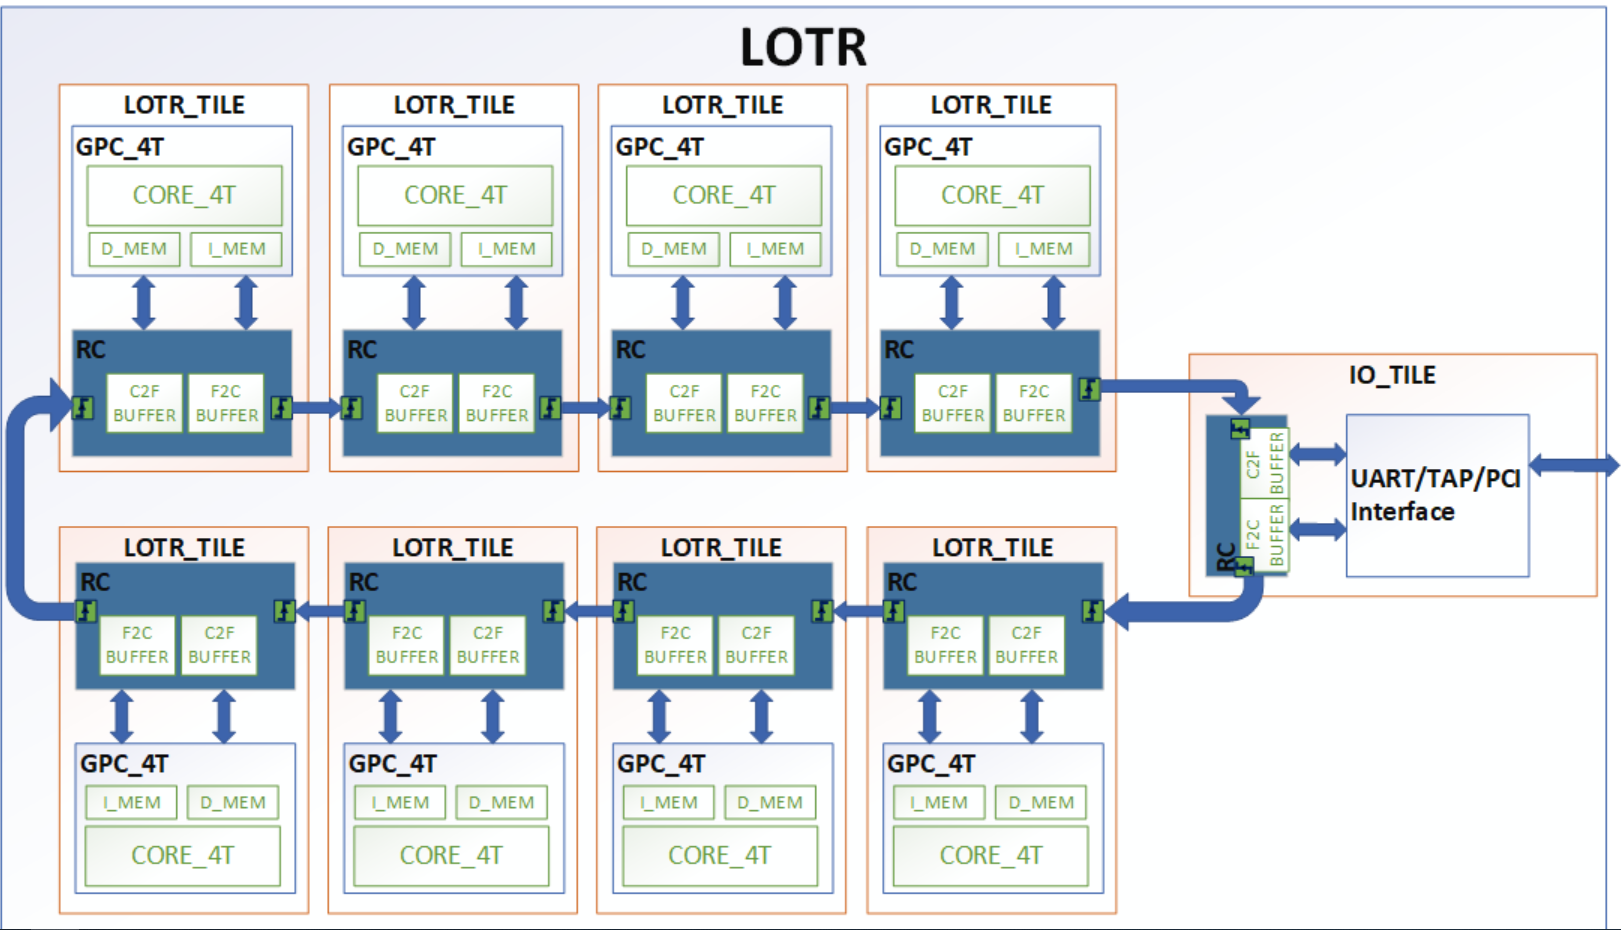 LOTR
LOTR_TILE
GPC_4T
CORE_4T
D_MEM
I_MEM
RC
C2F
BUFFER
F2C
BUFFER
LOTR_TILE
GPC_4T
CORE_4T
D_MEM
I_MEM
RC
C2F
BUFFER
F2C
BUFFER
LOTR_TILE
GPC_4T
CORE_4T
D_MEM
I_MEM
RC
C2F
BUFFER
F2C
BUFFER
LOTR_TILE
GPC_4T
CORE_4T
D_MEM
I_MEM
RC
C2F
BUFFER
F2C
BUFFER
IO_TILE
RC
C2F
BUFFER
F2C
BUFFER
UART/TAP/PCI
Interface
LOTR_TILE
RC
F2C
BUFFER
C2F
BUFFER
GPC_4T
I_MEM
D_MEM
CORE_4T
LOTR_TILE
RC
F2C
BUFFER
C2F
BUFFER
GPC_4T
I_MEM
D_MEM
CORE_4T
LOTR_TILE
RC
F2C
BUFFER
C2F
BUFFER
GPC_4T
I_MEM
D_MEM
CORE_4T
LOTR_TILE
RC
F2C
BUFFER
C2F
BUFFER
GPC_4T
I_MEM
D_MEM
CORE_4T